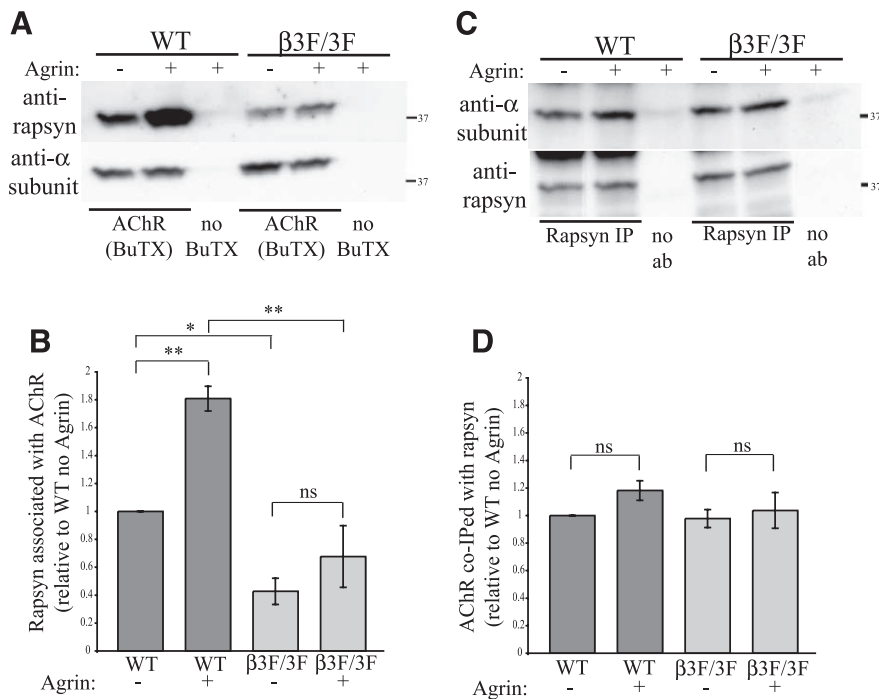 A
WT β3F/3F
Agrin: - + + - + +
anti-
rapsyn
37
anti-α
subunit
37
AChR no AChR no
(BuTX) BuTX (BuTX) BuTX
C
WT β3F/3F
Agrin: - + + - + +
anti-α
subunit
37
anti-
rapsyn
37
Rapsyn IP no Rapsyn IP no
ab ab
B
Rapsyn associated with AChR
(relative to WT no Agrin)
**
*
**
ns
2
1.8
1.6
1.4
1.2
1
0.8
0.6
0.4
0.2
0
WT WT β3F/3F β3F/3F
Agrin: - + - +
D
AChR co-IPed with rapsyn
(relative to WT no Agrin)
ns ns
2
1.8
1.6
1.4
1.2
1
0.8
0.6
0.4
0.2
0
WT WT β3F/3F β3F/3F
Agrin: - + - +